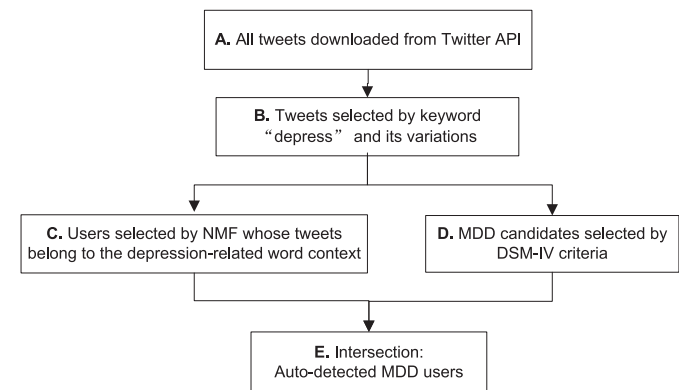 A. All tweets downloaded from Twitter API
B. Tweets selected by keyword
“depress” and its variations
C. Users selected by NMF whose tweets
belong to the depression-related word context
D. MDD candidates selected by
DSM-IV criteria
E. Intersection:
Auto-detected MDD users